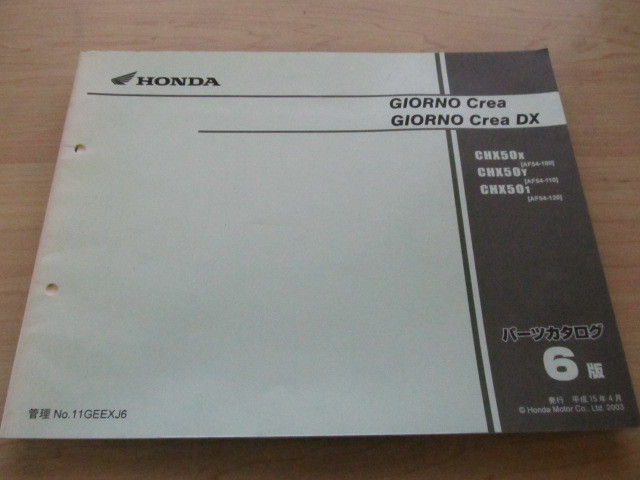 HONDA
GIORNO Crea
GIORNO Crea DX
CHX50X
[AF54-100]
CHX50Y
[AF54-110]
CHX501
[AF54-120]
パーツカタログ
6版
発行 平成15年4月
© Honda Motor Co., Ltd. 2003
管理 No.11GEEXJ6